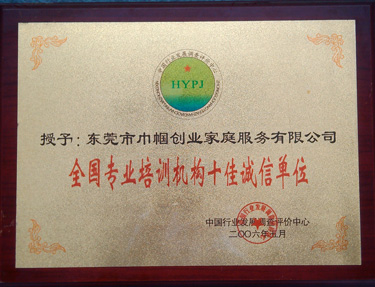 HYPJ
授予:东莞市巾帼创业家庭服务有限公司
全国专业培训机构十佳诚信单位
中国行业发展调查评价中心
二〇〇六年五月